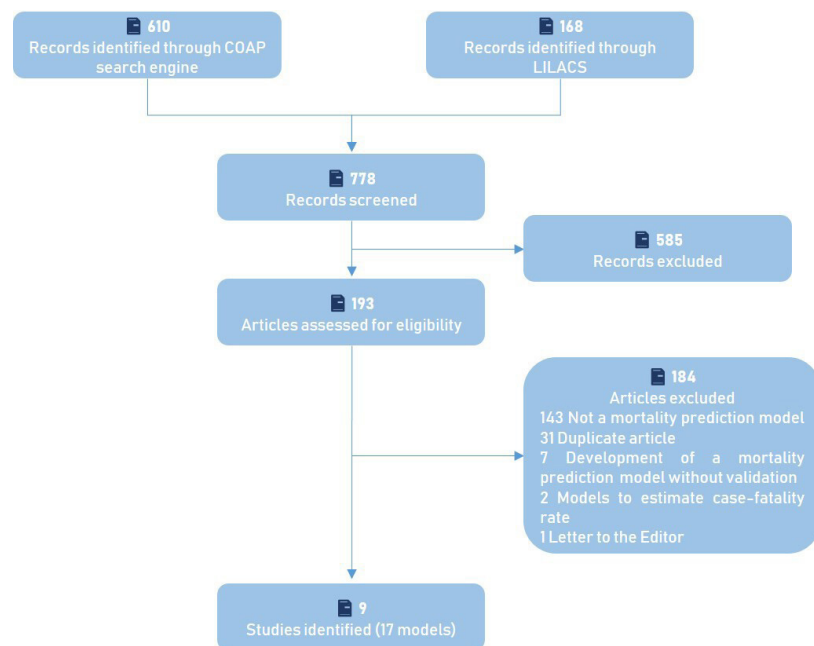 610
Records identified through COAP
search engine
168
Records identified through
LILACS
778
Records screened
585
Records excluded
193
Articles assessed for eligibility
184
Articles excluded
143 Not a mortality prediction model
31 Duplicate article
7 Development of a mortality
prediction model without validation
2 Models to estimate case-fatality
rate
1 Letter to the Editor
9
Studies identified (17 models)